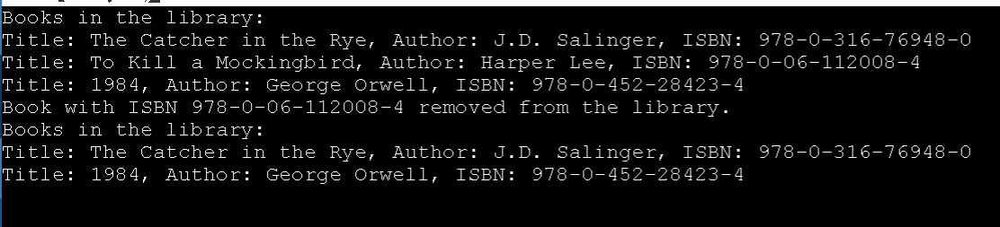 Books in the library:
Title: The Catcher in the Rye, Author: J.D. Salinger, ISBN: 978-0-316-76948-0
Title: To Kill a Mockingbird, Author: Harper Lee, ISBN: 978-0-06-112008-4
Title: 1984, Author: George Orwell, ISBN: 978-0-452-28423-4
Book with ISBN 978-0-06-112008-4 removed from the library.
Books in the library:
Title: The Catcher in the Rye, Author: J.D. Salinger, ISBN: 978-0-316-76948-0
Title: 1984, Author: George Orwell, ISBN: 978-0-452-28423-4